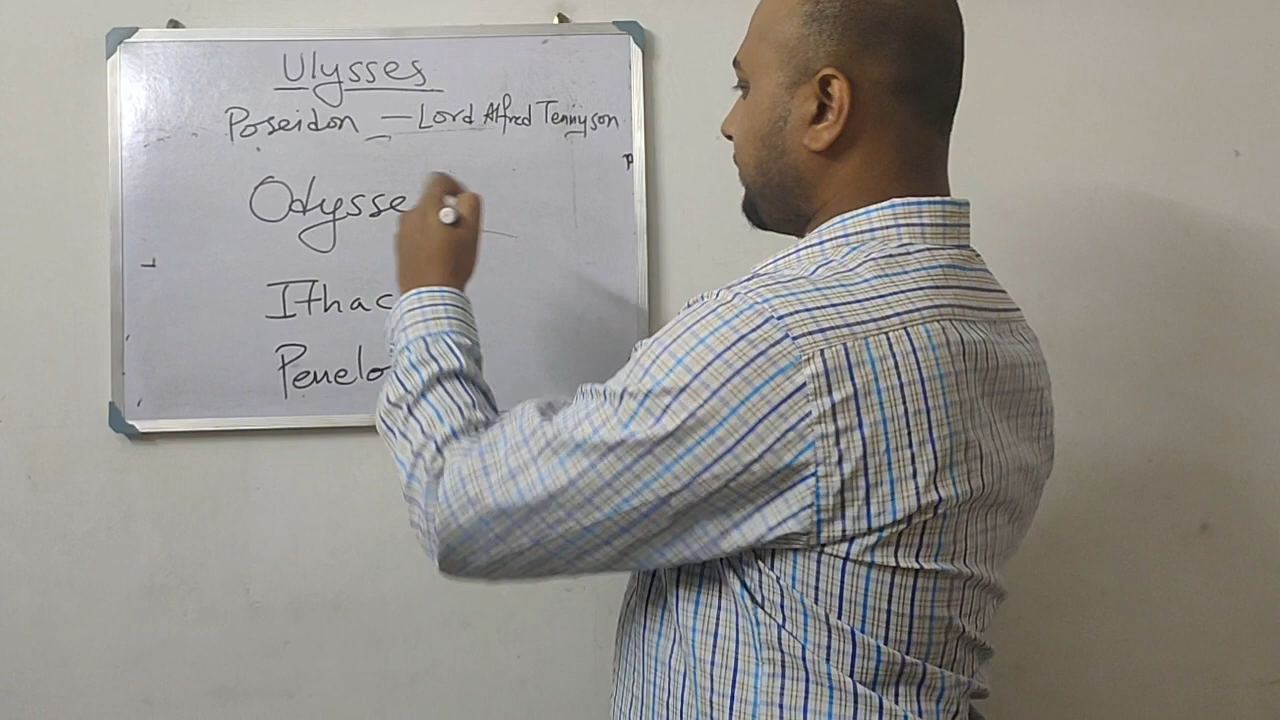 Ulysses
Poseidon — Lord Alfred Tennyson
Odysse
Ithac
Penelo